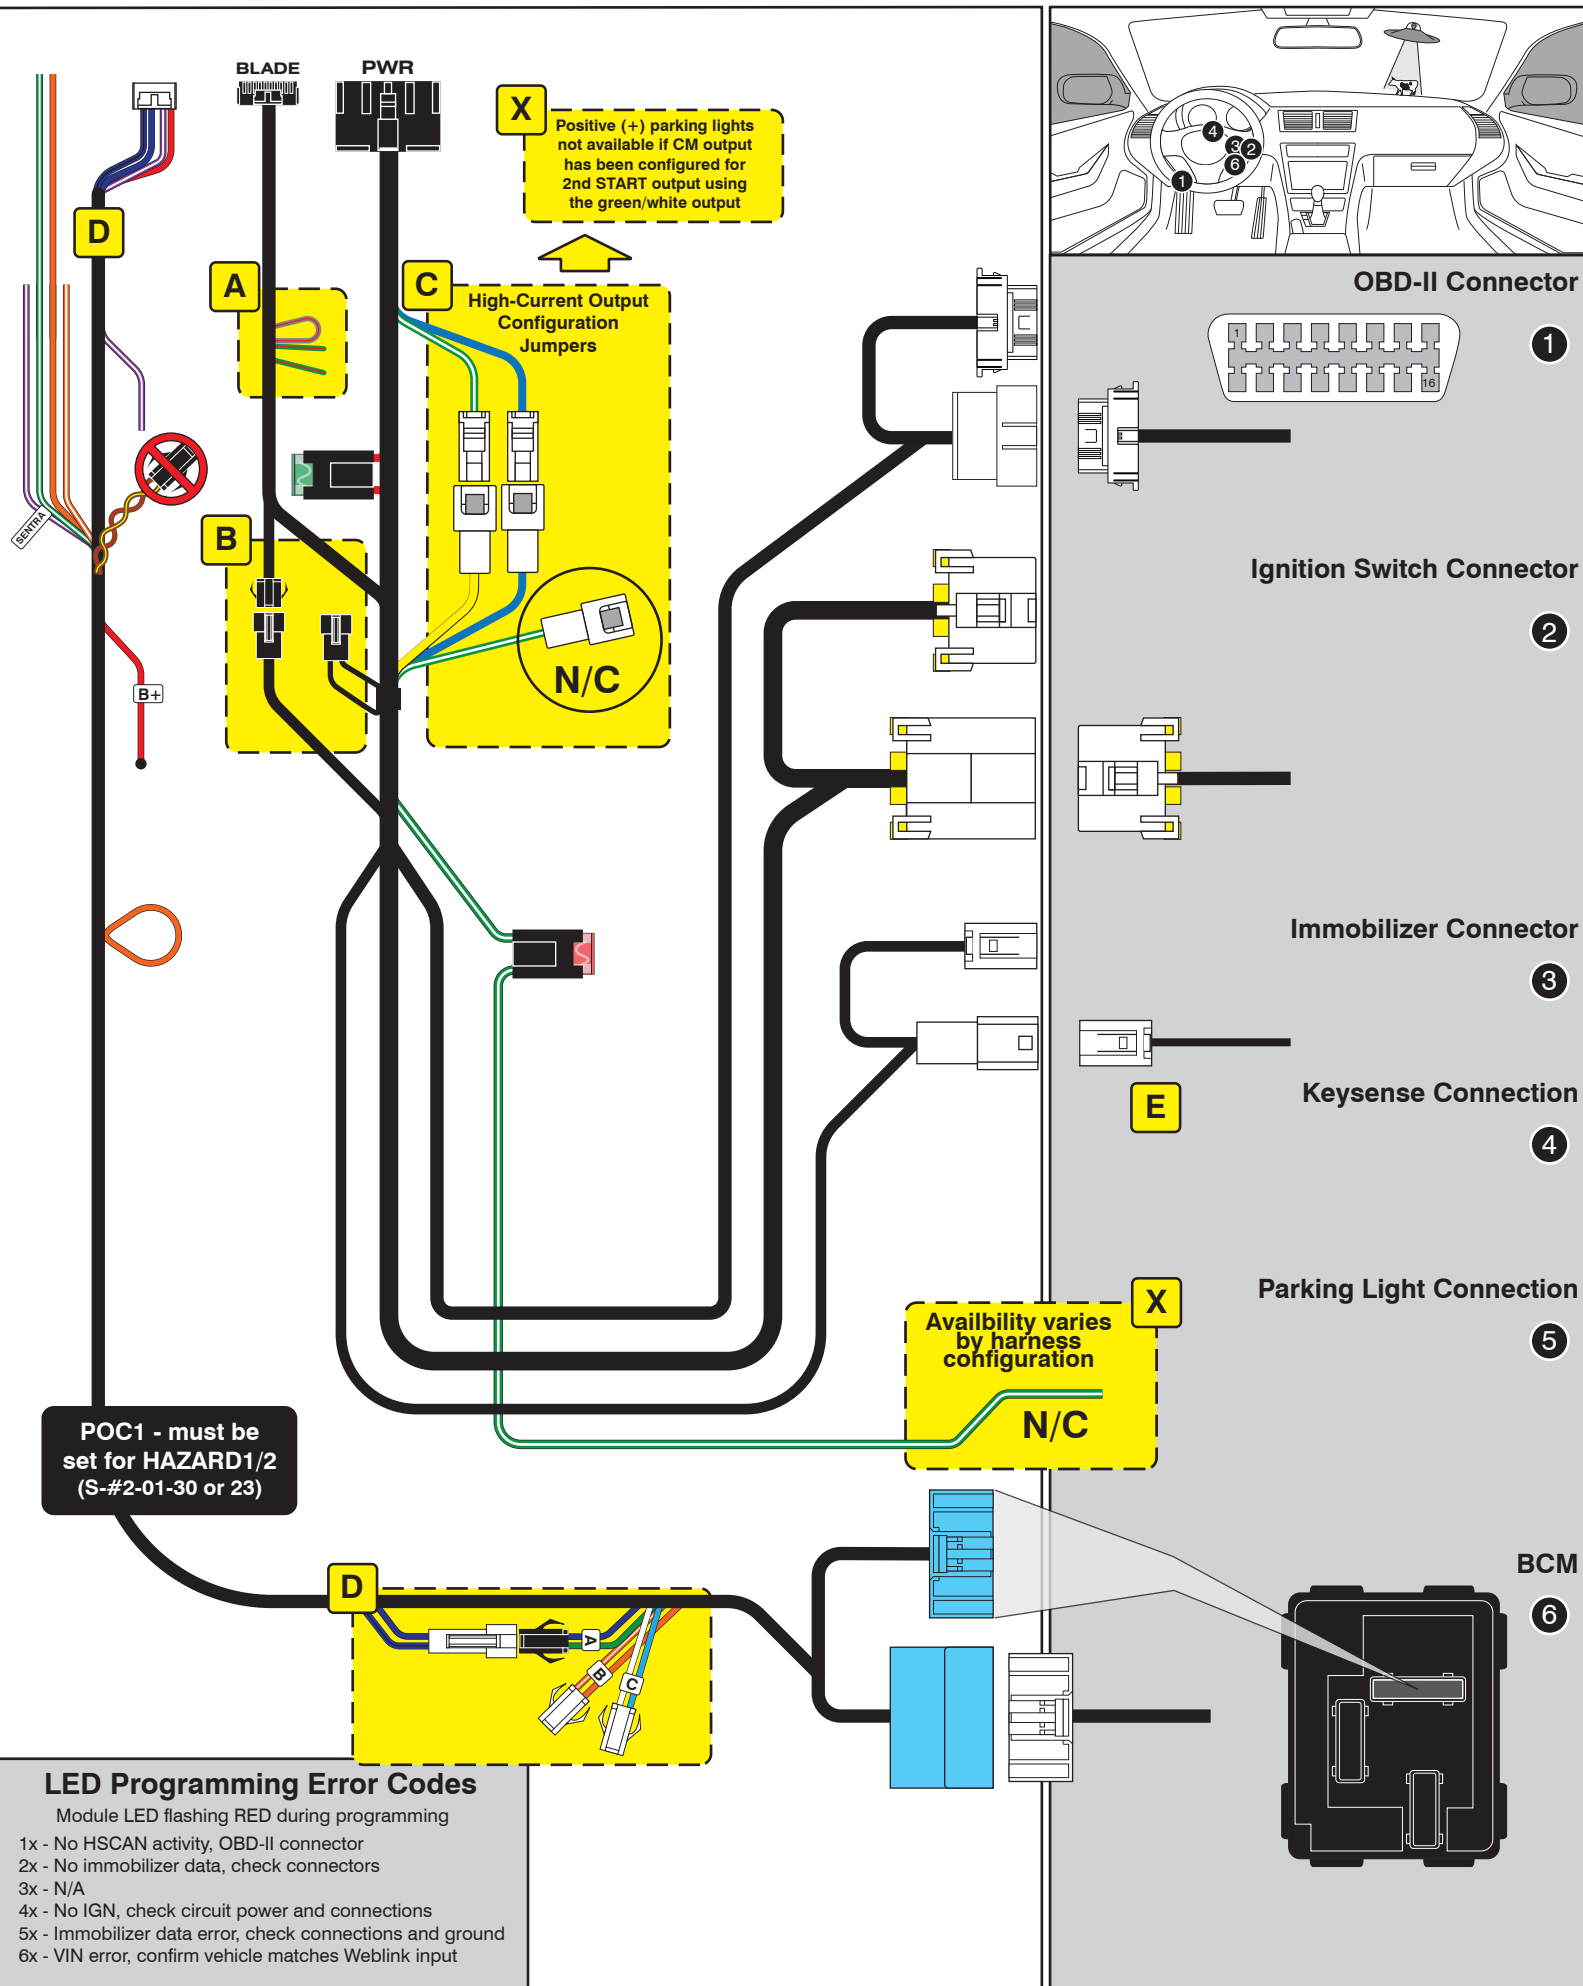 BLADE
PWR
X
Positive (+) parking lights
not available if CM output
has been configured for
2nd START output using
the green/white output
4
3
2
6
1
D
A
C
High-Current Output
Configuration
Jumpers
OBD-II Connector
1
1
16
SENTRA
B
Ignition Switch Connector
2
N/C
B+
Immobilizer Connector
3
E
Keysense Connection
4
X
Parking Light Connection
5
Availbility varies
by harness
configuration
N/C
POC1 - must be
set for HAZARD1/2
(S-#2-01-30 or 23)
BCM
6
D
A
B
C
LED Programming Error Codes
Module LED flashing RED during programming
1x - No HSCAN activity, OBD-II connector
2x - No immobilizer data, check connectors
3x - N/A
4x - No IGN, check circuit power and connections
5x - Immobilizer data error, check connections and ground
6x - VIN error, confirm vehicle matches Weblink input